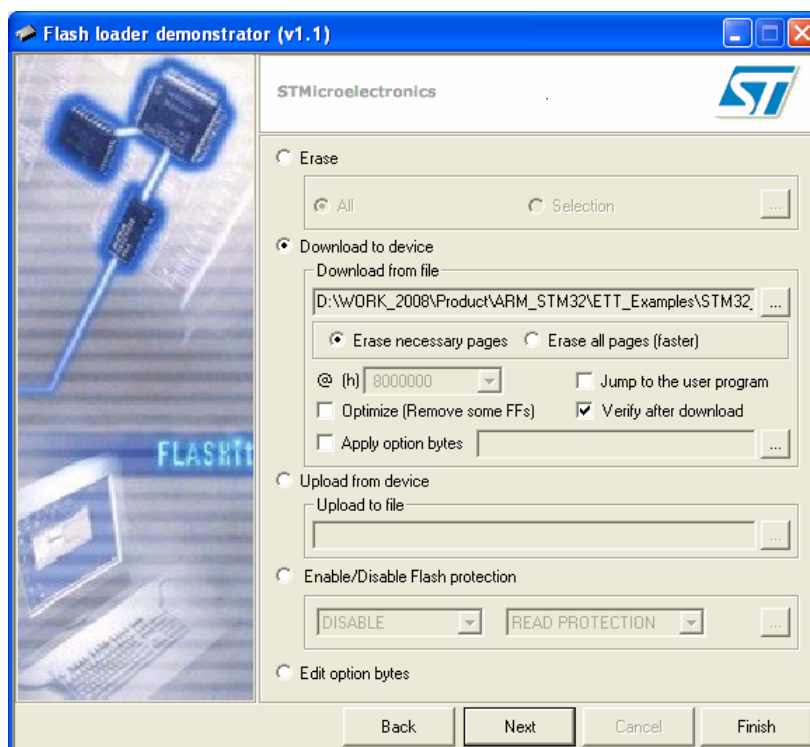 Flash loader demonstrator (v1.1)
STMicroelectronics
ST
Erase
All Selection ...
Download to device
Download from file
D:\WORK_2008\Product\ARM_STM32\ETT_Examples\STM32_ ...
Erase necessary pages Erase all pages (faster)
@ (h) 8000000 Jump to the user program
Optimize (Remove some FFs) Verify after download
Apply option bytes ...
Upload from device
Upload to file
...
Enable/Disable Flash protection
DISABLE READ PROTECTION ...
Edit option bytes
Back Next Cancel Finish